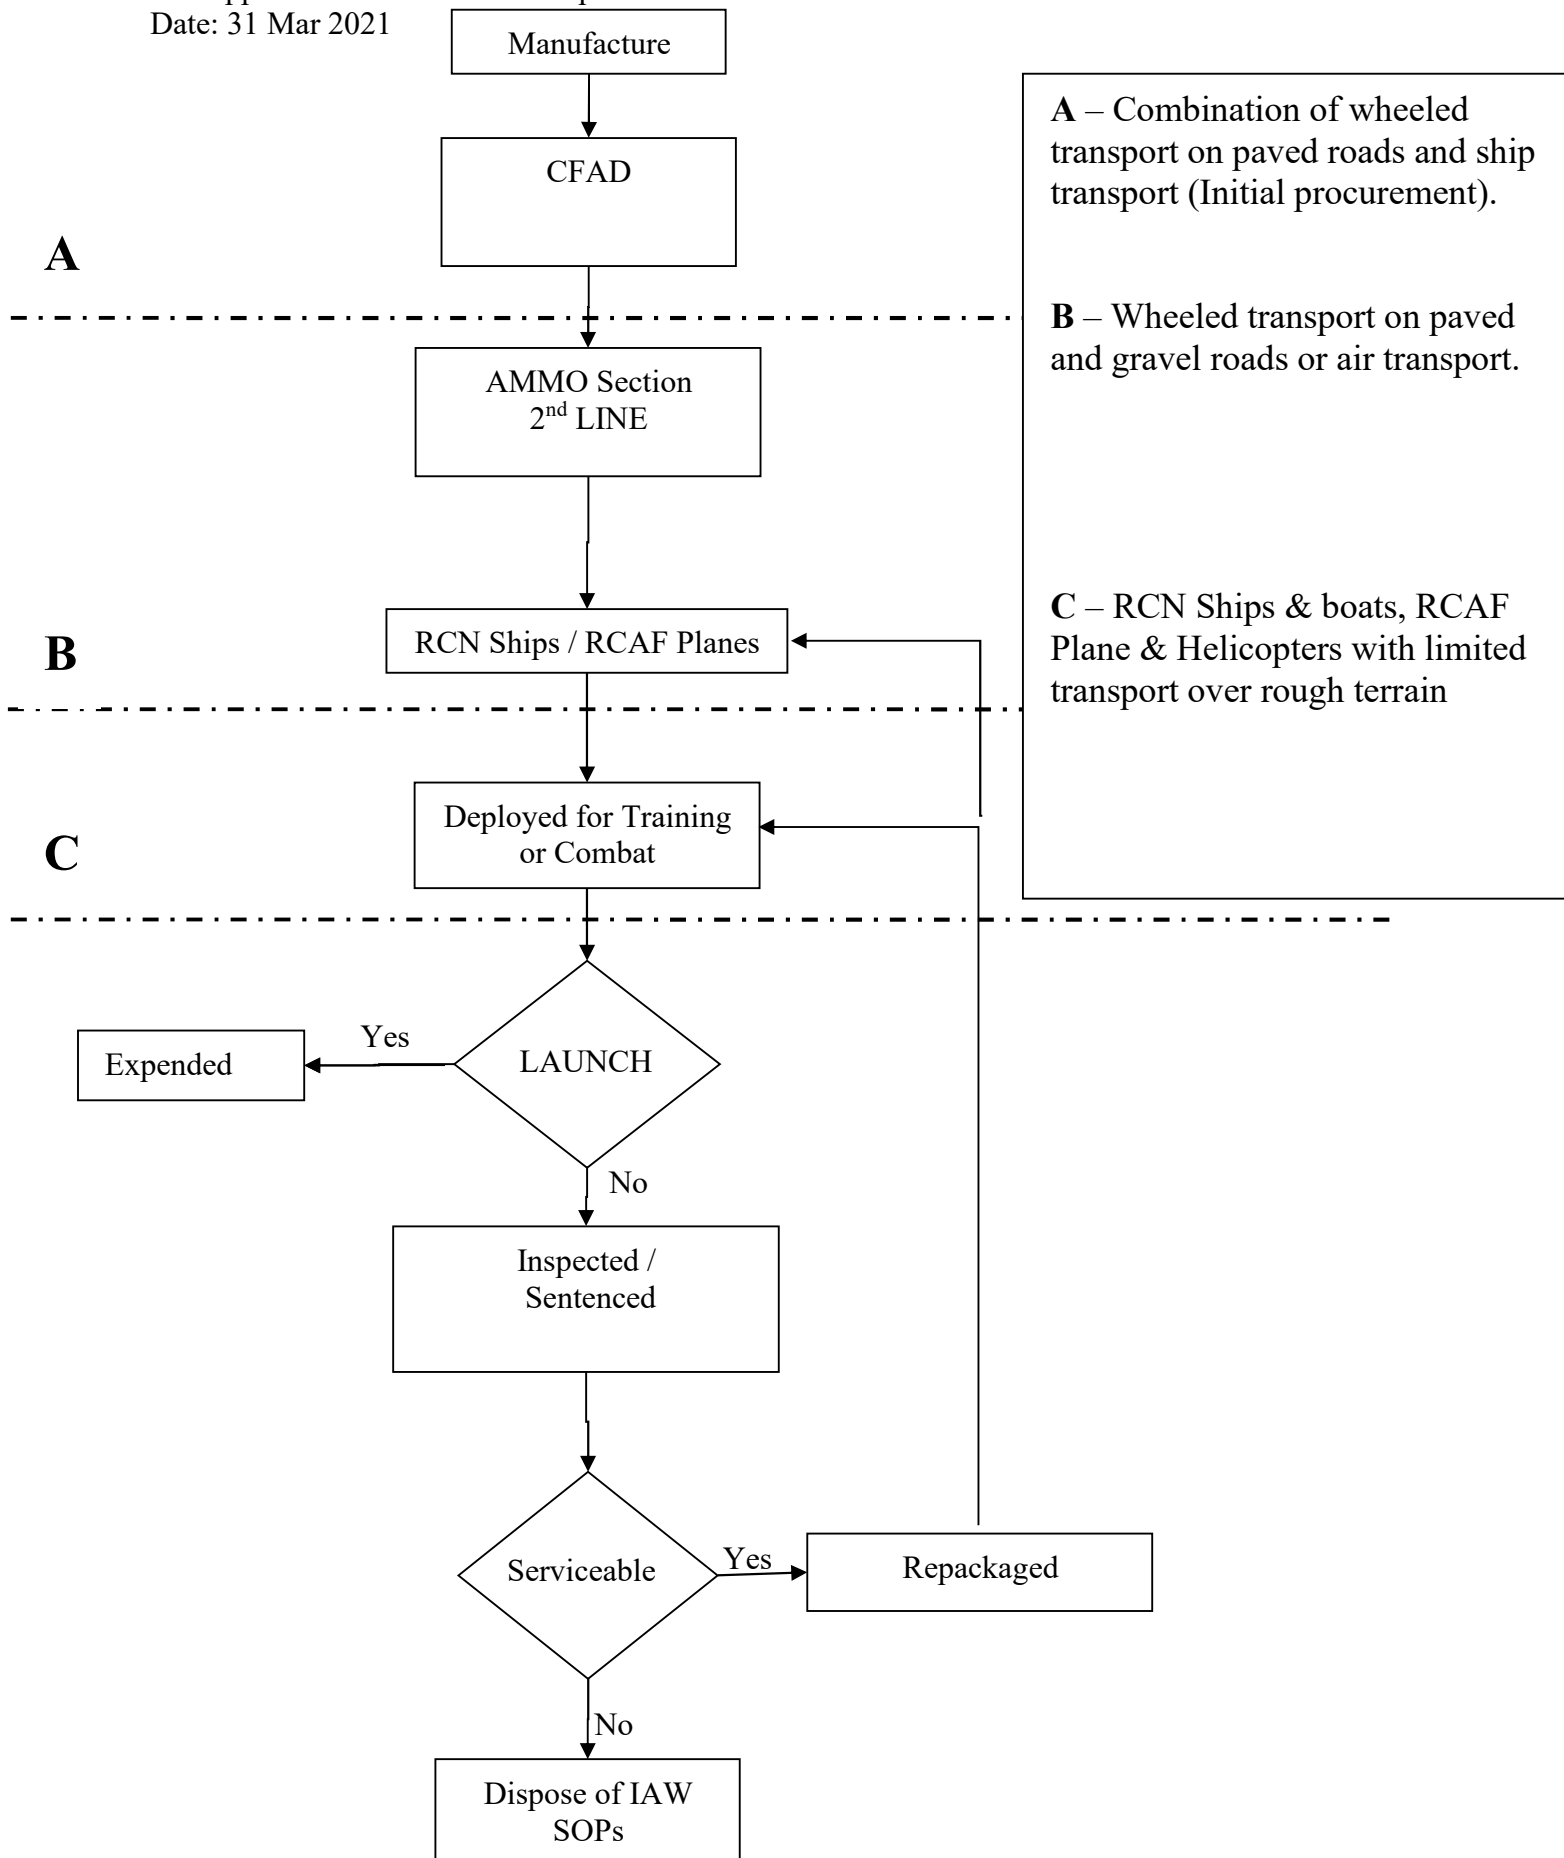 Date: 31 Mar 2021
Manufacture
CFAD
A
AMMO Section
2nd LINE
RCN Ships / RCAF Planes
B
Deployed for Training
or Combat
C
A – Combination of wheeled
transport on paved roads and ship
transport (Initial procurement).
B – Wheeled transport on paved
and gravel roads or air transport.
C – RCN Ships & boats, RCAF
Plane & Helicopters with limited
transport over rough terrain
LAUNCH
Yes
Expended
No
Inspected /
Sentenced
Serviceable
Yes
Repackaged
No
Dispose of IAW
SOPs